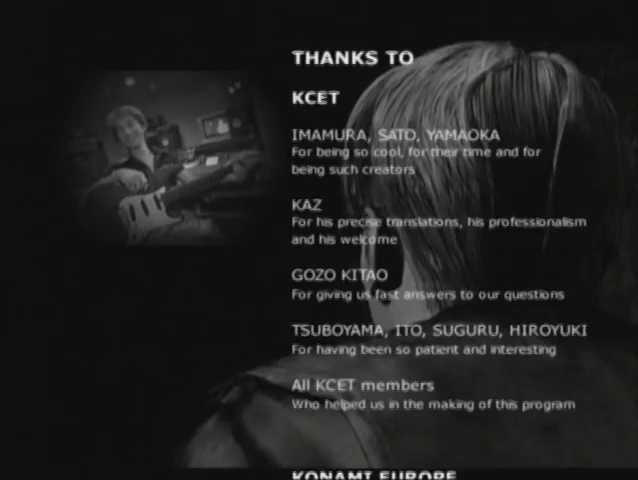 THANKS TO
KCET
IMAMURA, SATO, YAMAOKA
For being so cool, for their time and for
being such creators
KAZ
For his precise translations, his professionalism
and his welcome
GOZO KITAO
For giving us fast answers to our questions
TSUBOYAMA, ITO, SUGURU, HIROYUKI
For having been so patient and interesting
All KCET members
Who helped us in the making of this program
KONAMI EUROPE